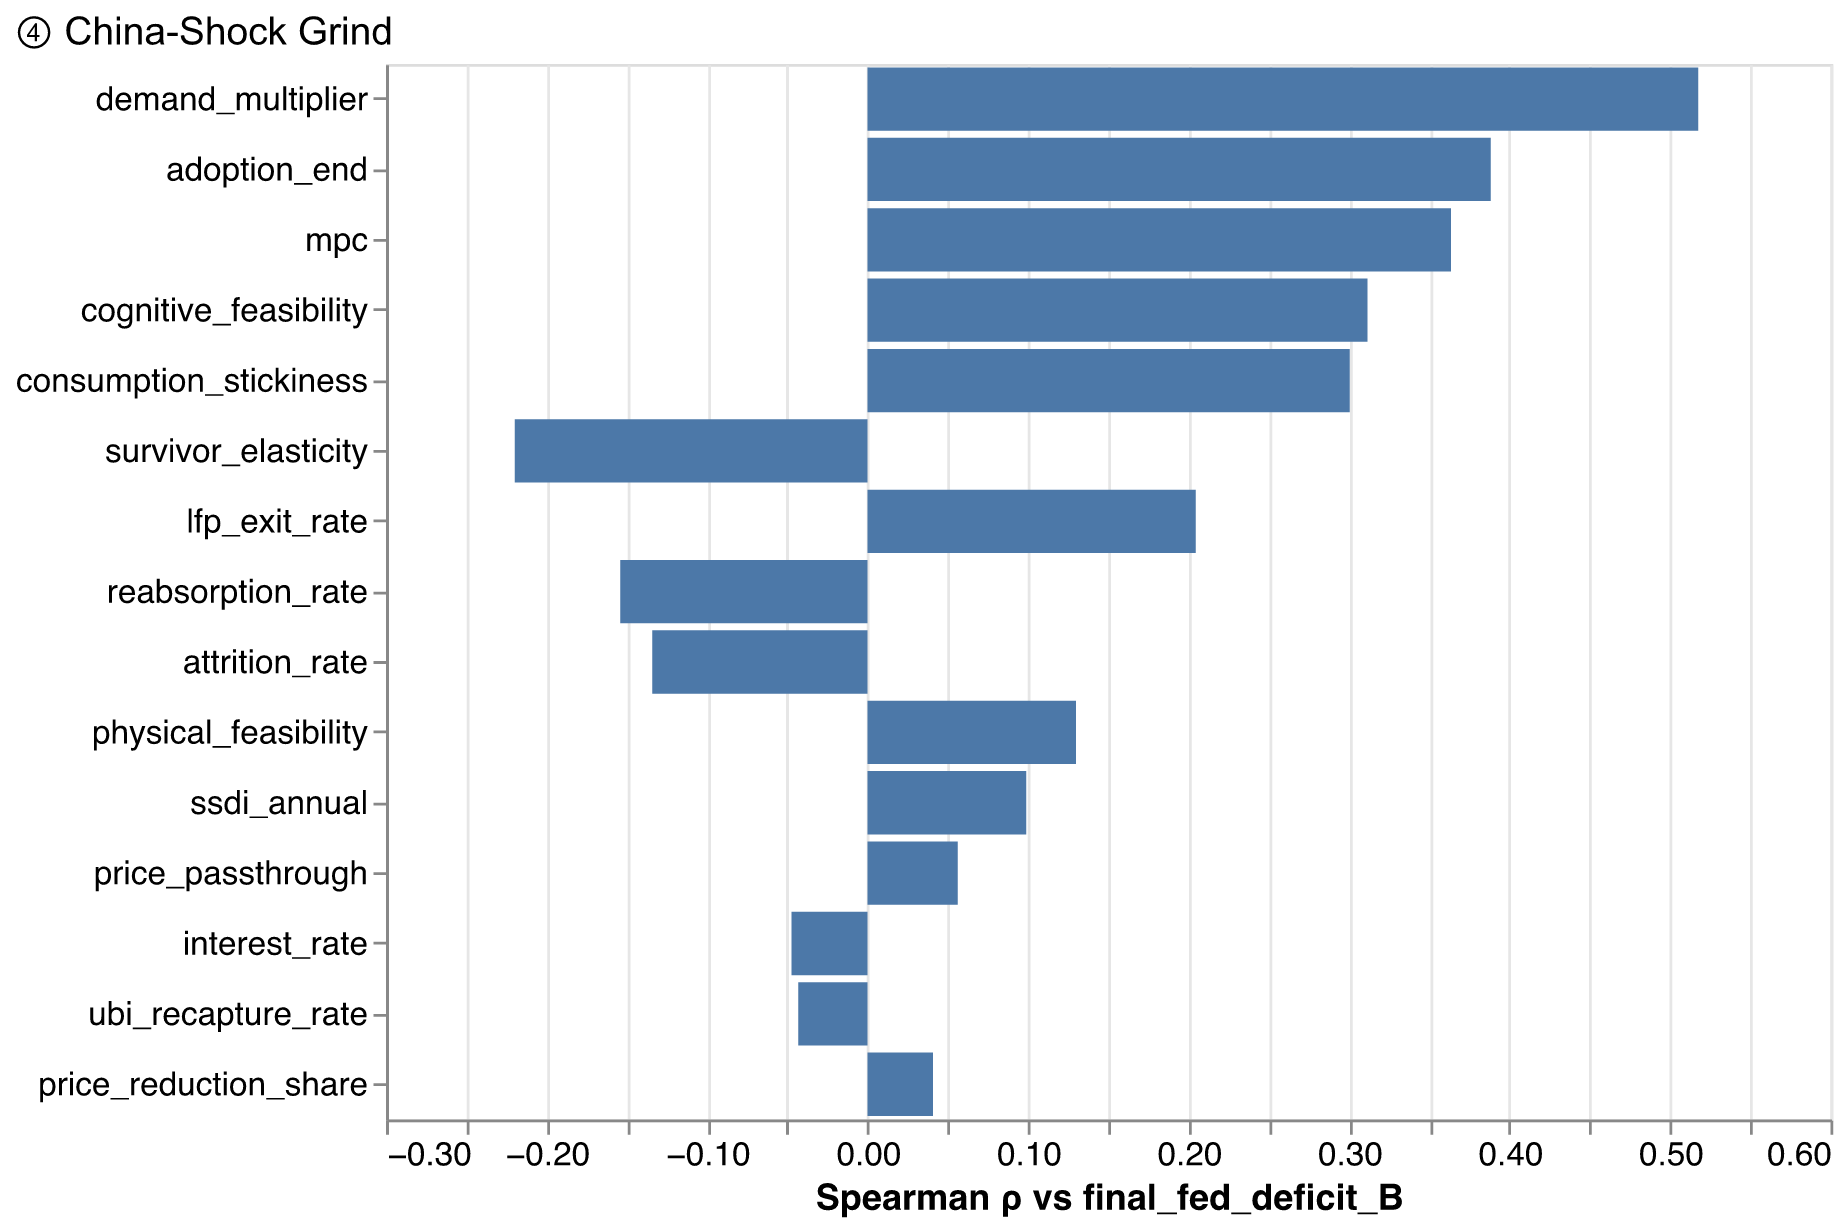 ④ China-Shock Grind
demand_multiplier
adoption_end
mpc
cognitive_feasibility
consumption_stickiness
survivor_elasticity
lfp_exit_rate
reabsorption_rate
attrition_rate
physical_feasibility
ssdi_annual
price_passthrough
interest_rate
ubi_recapture_rate
price_reduction_share
−0.30 −0.20 −0.10 0.00 0.10 0.20 0.30 0.40 0.50 0.60
Spearman ρ vs final_fed_deficit_B